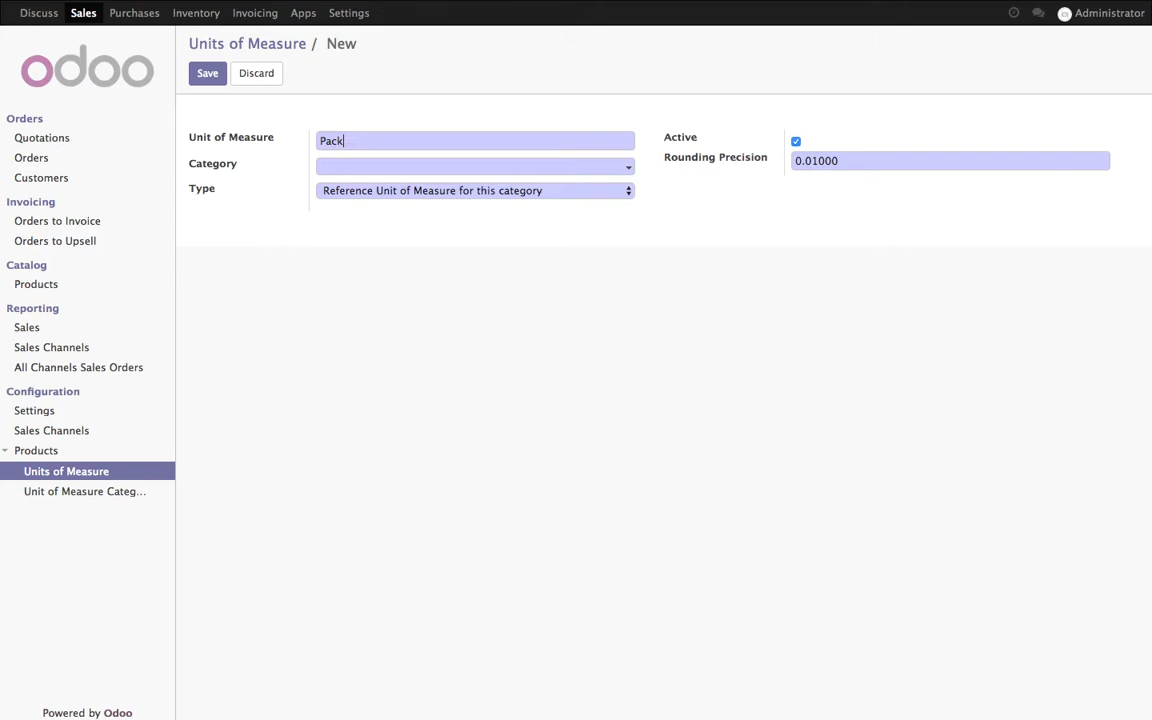 Discuss Sales Purchases Inventory Invoicing Apps Settings Administrator
odoo
Orders
Quotations
Orders
Customers
Invoicing
Orders to Invoice
Orders to Upsell
Catalog
Products
Reporting
Sales
Sales Channels
All Channels Sales Orders
Configuration
Settings
Sales Channels
Products
Units of Measure
Unit of Measure Categ...
Powered by Odoo
Units of Measure / New
Save Discard
Unit of Measure Pack
Category
Type Reference Unit of Measure for this category
Active
Rounding Precision 0.01000